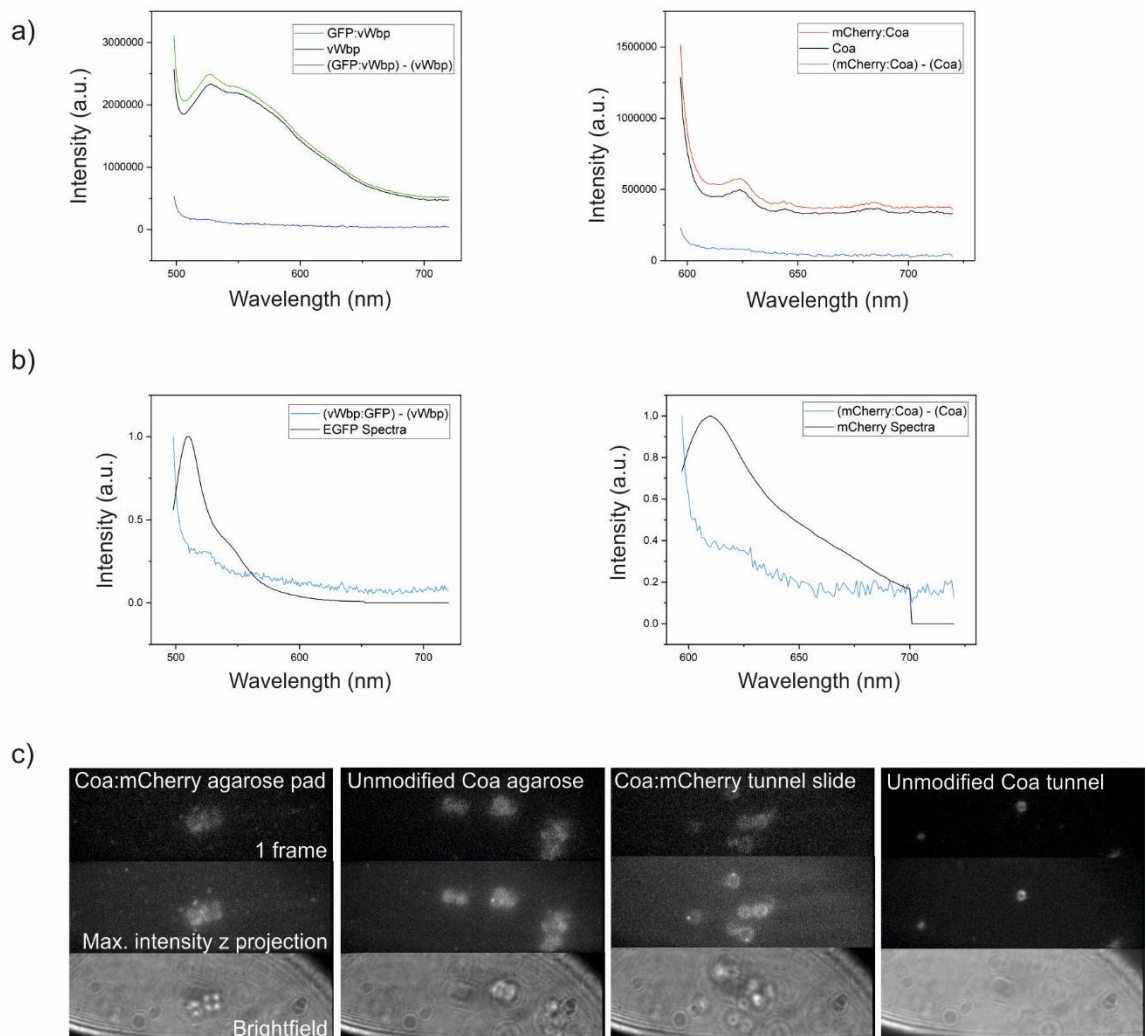 a)
GFP:vWbp
vWbp
(GFP:vWbp) - (vWbp)
3000000
2000000
1000000
0
Intensity (a.u.)
500
600
700
Wavelength (nm)
mCherry:Coa
Coa
(mCherry:Coa) - (Coa)
1500000
1000000
500000
0
Intensity (a.u.)
600
650
700
Wavelength (nm)
b)
(vWbp:GFP) - (vWbp)
EGFP Spectra
1.0
0.5
0.0
Intensity (a.u.)
500
600
700
Wavelength (nm)
(mCherry:Coa) - (Coa)
mCherry Spectra
1.0
0.8
0.6
0.4
0.2
0.0
Intensity (a.u.)
600
650
700
Wavelength (nm)
c)
Coa:mCherry agarose pad
Unmodified Coa agarose
Coa:mCherry tunnel slide
Unmodified Coa tunnel
1 frame
Max. intensity z projection
Brightfield